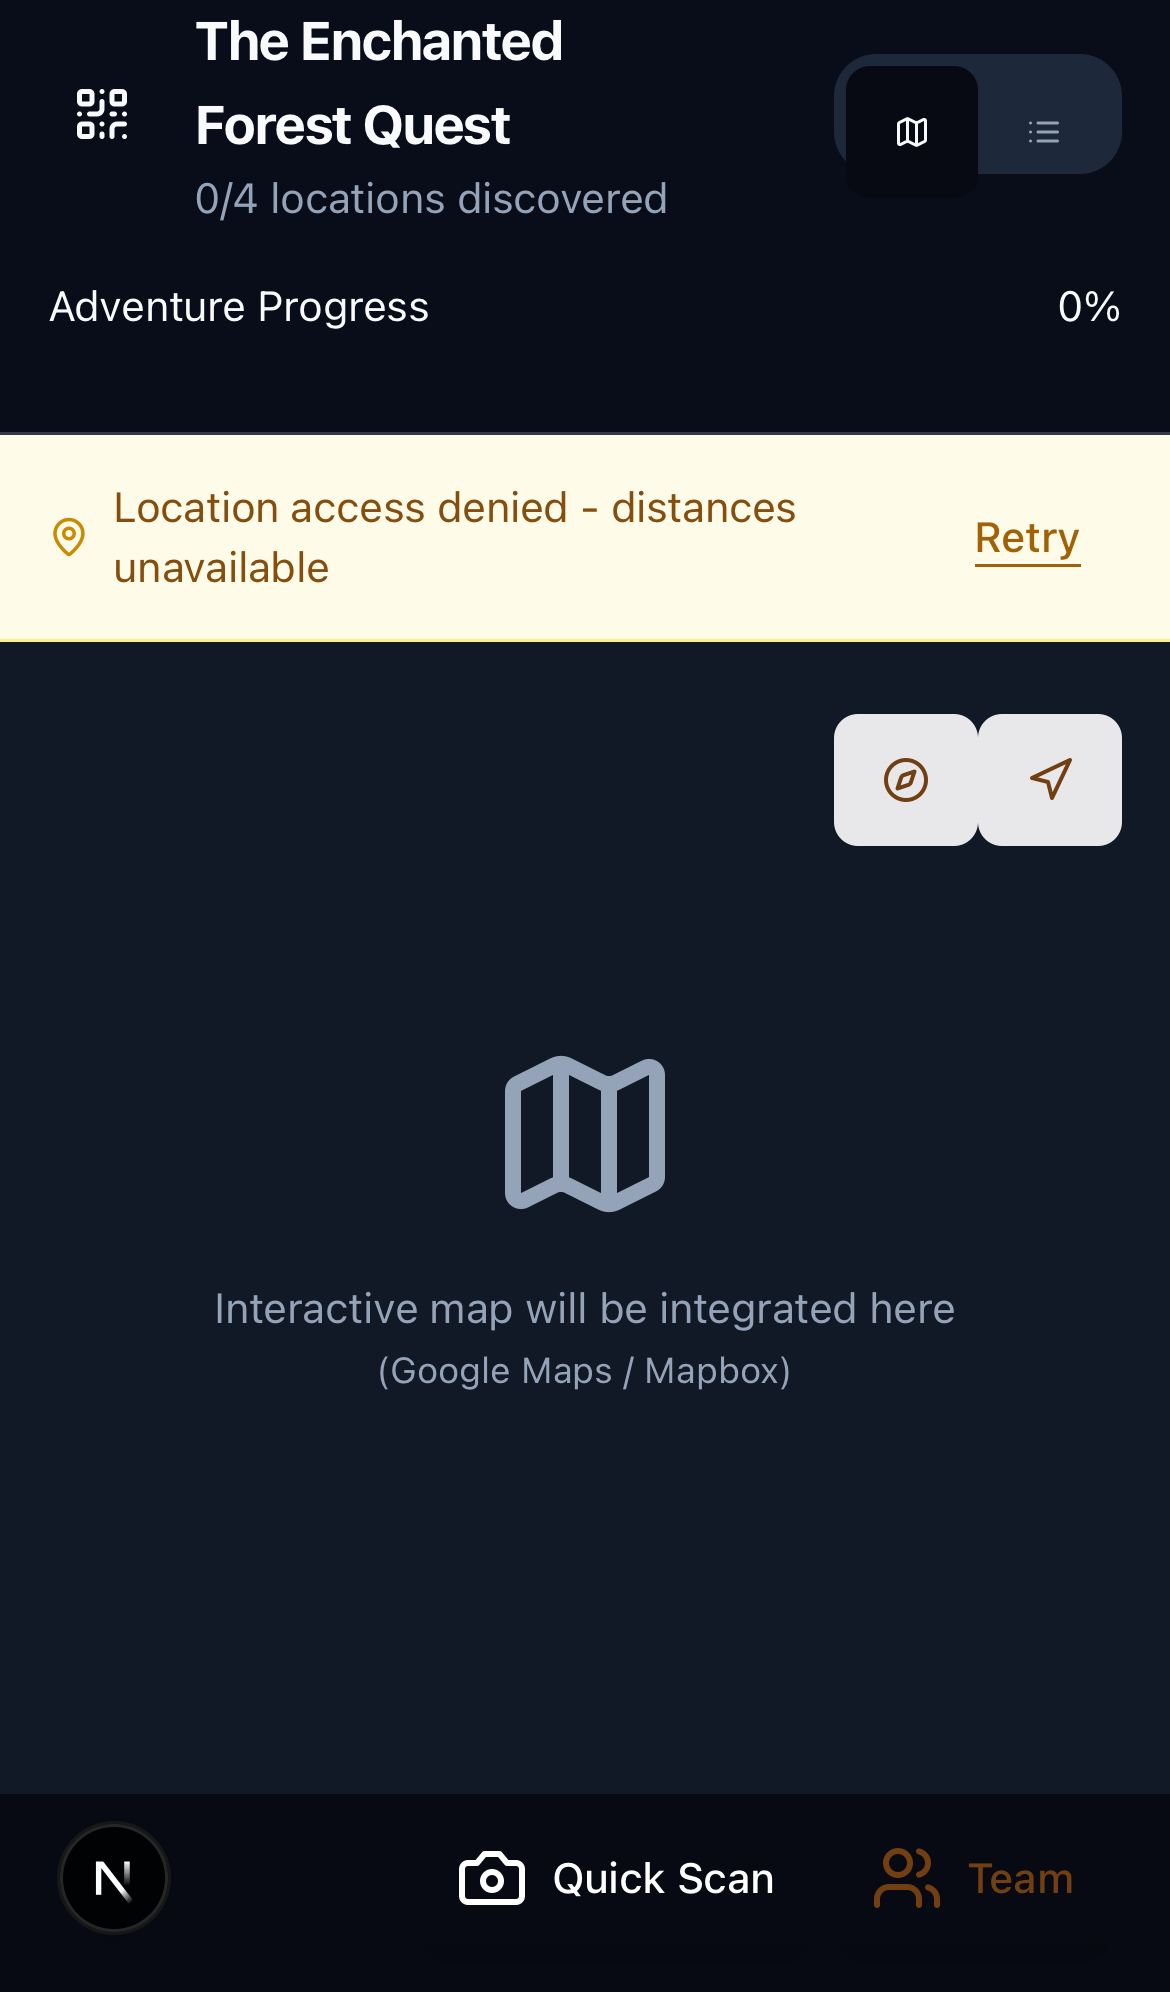 The Enchanted
Forest Quest
0/4 locations discovered
Adventure Progress
0%
Location access denied - distances
unavailable
Retry
Interactive map will be integrated here
(Google Maps / Mapbox)
N
Quick Scan
Team